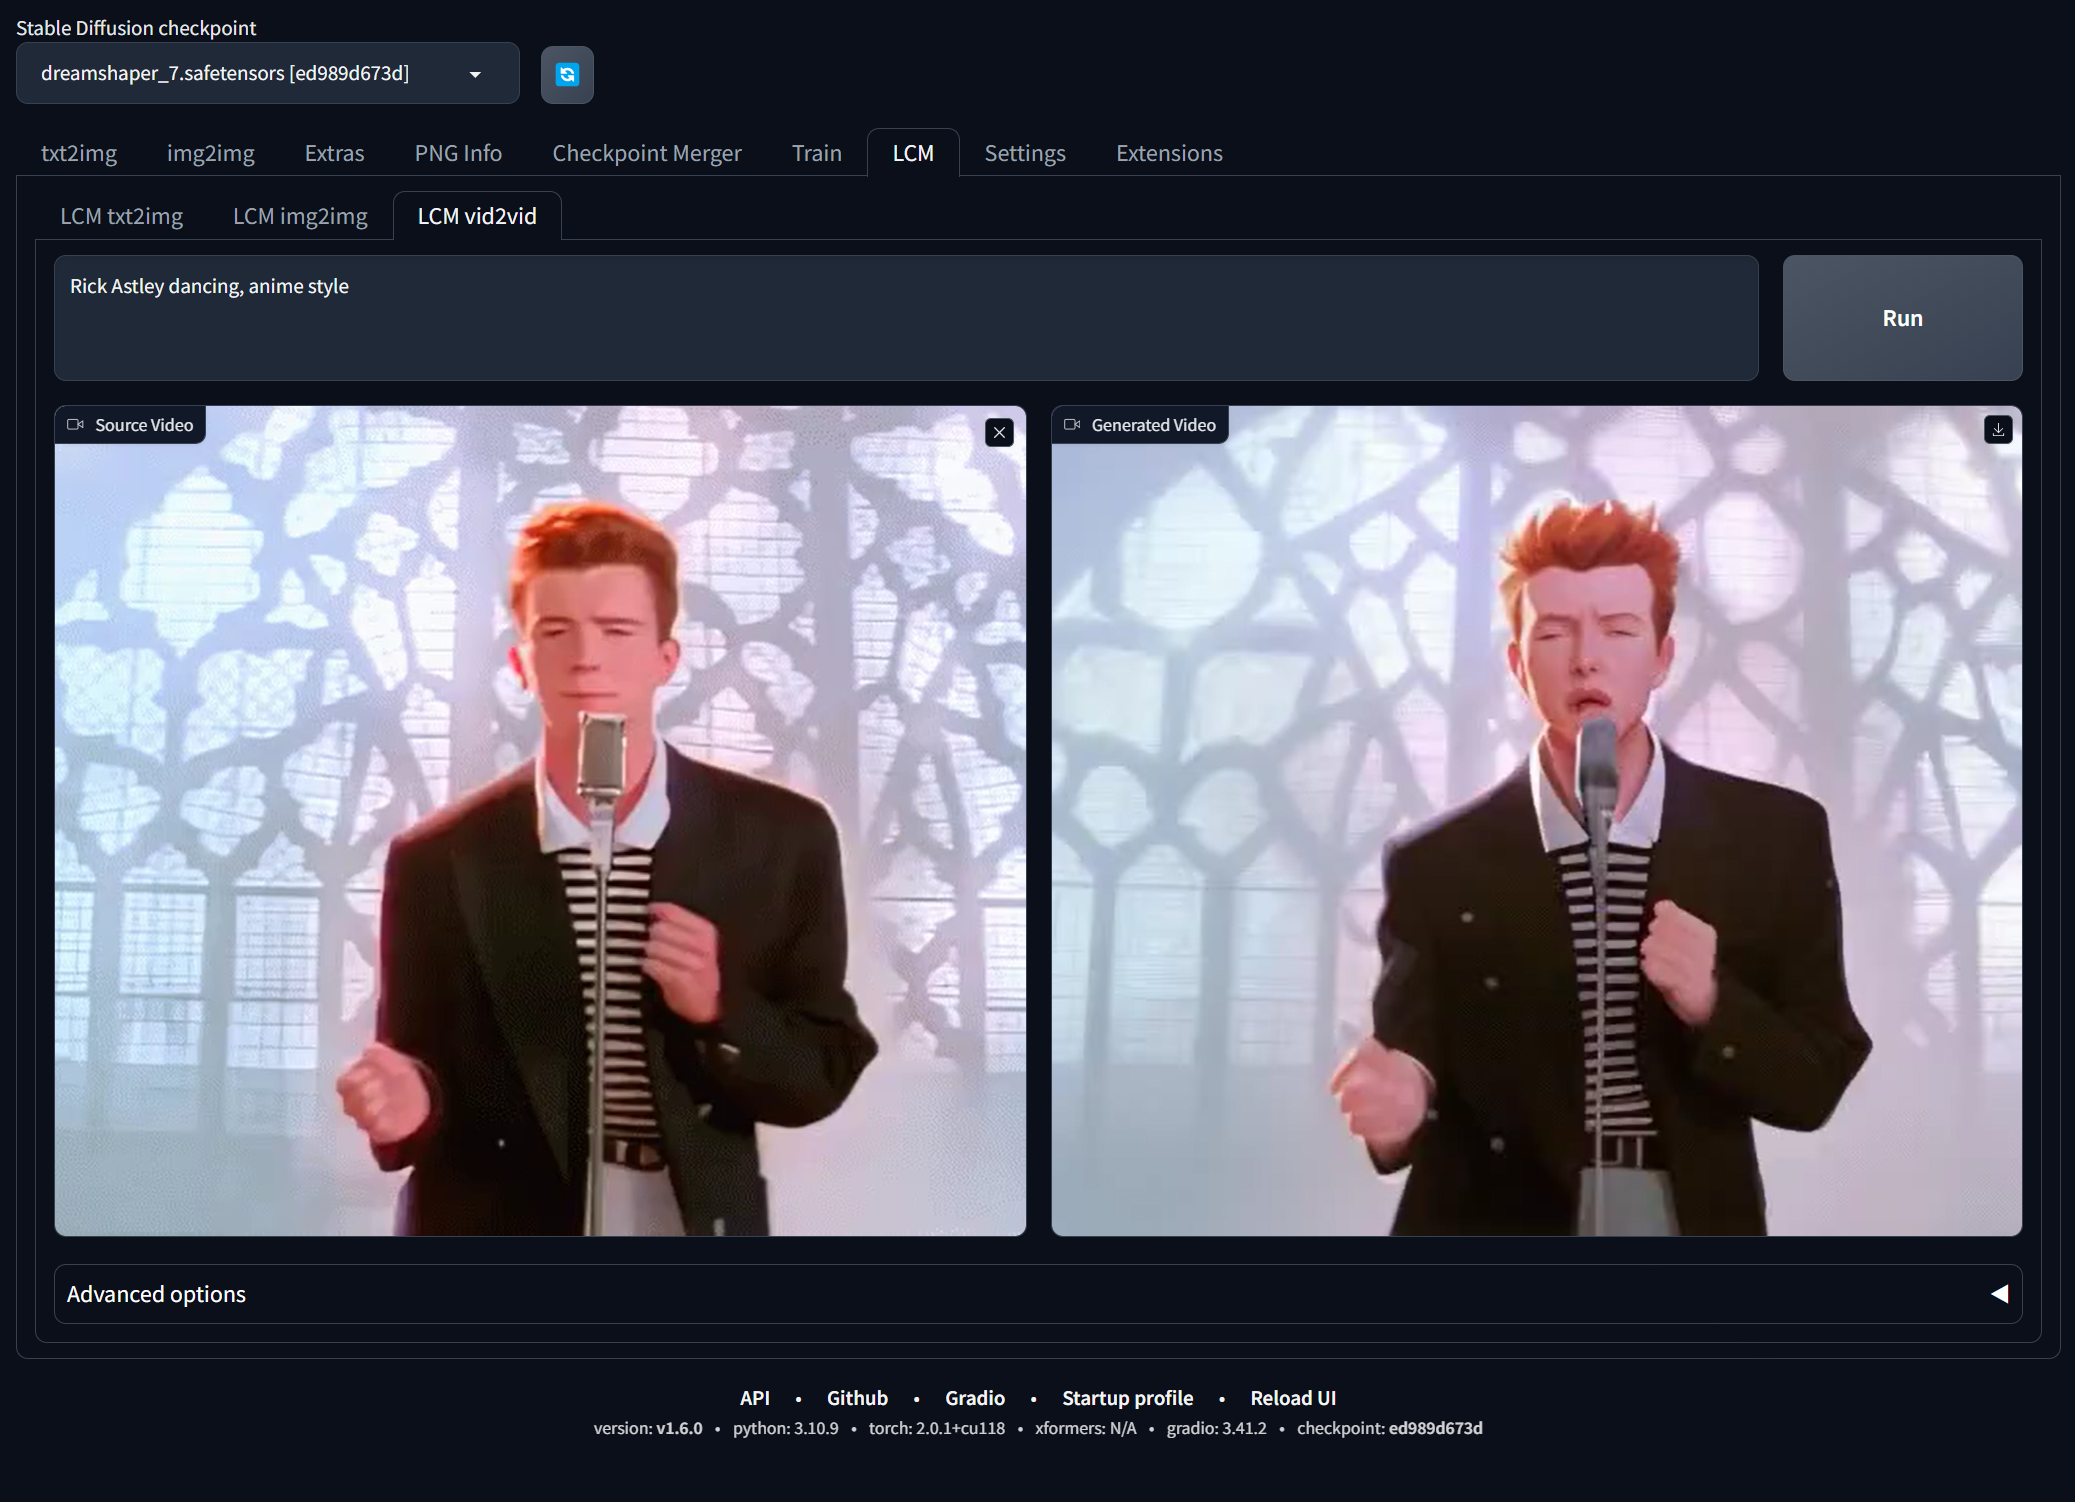 Stable Diffusion checkpoint
dreamshaper_7.safetensors [ed989d673d]
txt2img img2img Extras PNG Info Checkpoint Merger Train LCM Settings Extensions
LCM txt2img LCM img2img LCM vid2vid
Rick Astley dancing, anime style
Run
Source Video
Generated Video
Advanced options
API • Github • Gradio • Startup profile • Reload UI
version: v1.6.0 • python: 3.10.9 • torch: 2.0.1+cu118 • xformers: N/A • gradio: 3.41.2 • checkpoint: ed989d673d